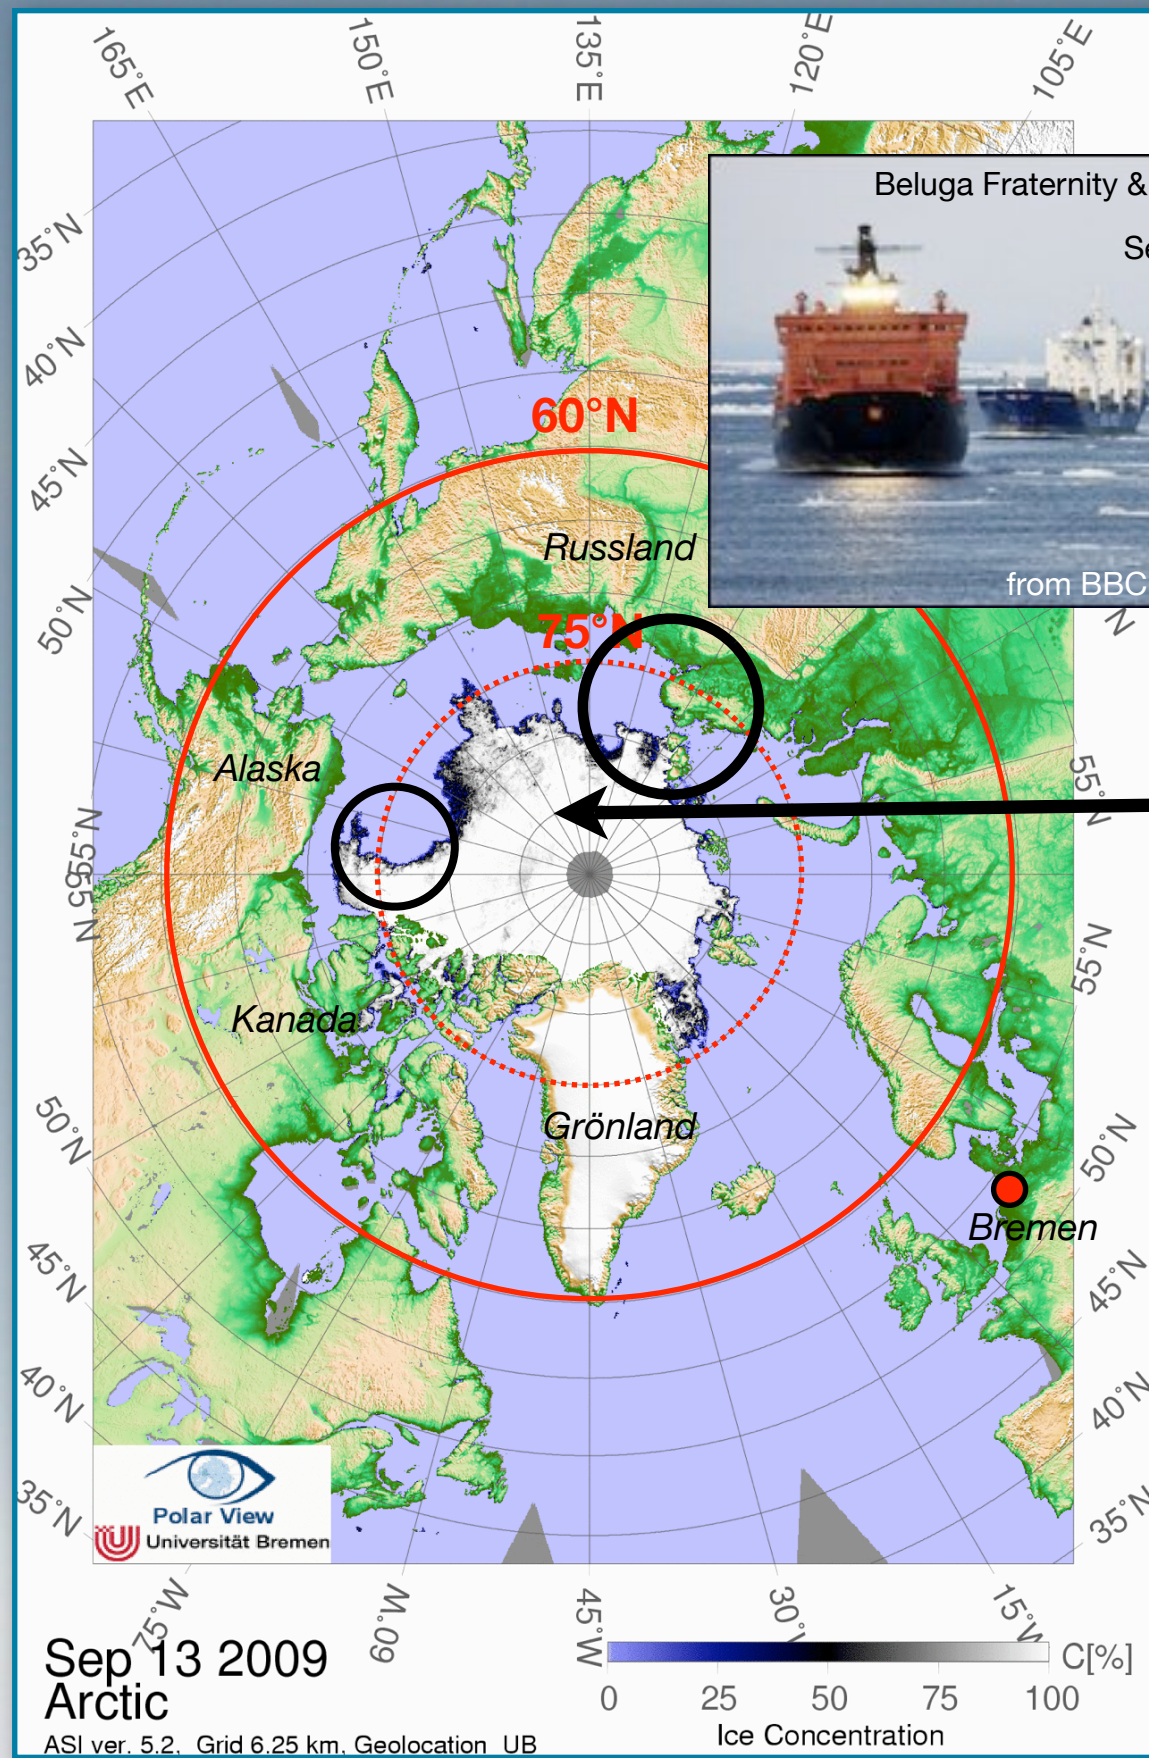 165°E
150°E
135°E
120°E
105°E
Beluga Fraternity &
35°N
40°N
60°N
45°N
Russland
from BBC
50°N
75°N
N
Alaska
55°N
55°N
55°N
55°N
Kanada
50°N
Grönland
50°N
Bremen
45°N
45°N
40°N
40°N
Polar View
35°N
35°N
Universität Bremen
75°W
60°W
45°W
30°
15°W
Sep 13 2009
C[%]
Arctic
0 25 50 75 100
Ice Concentration
ASI ver. 5.2, Grid 6.25 km, Geolocation UB